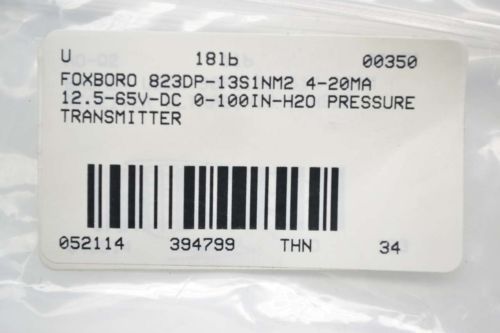 U 18lb 00350
FOXBORO 823DP-13S1NM2 4-20MA
12.5-65V-DC 0-100IN-H2O PRESSURE
TRANSMITTER
052114 394799 THN 34